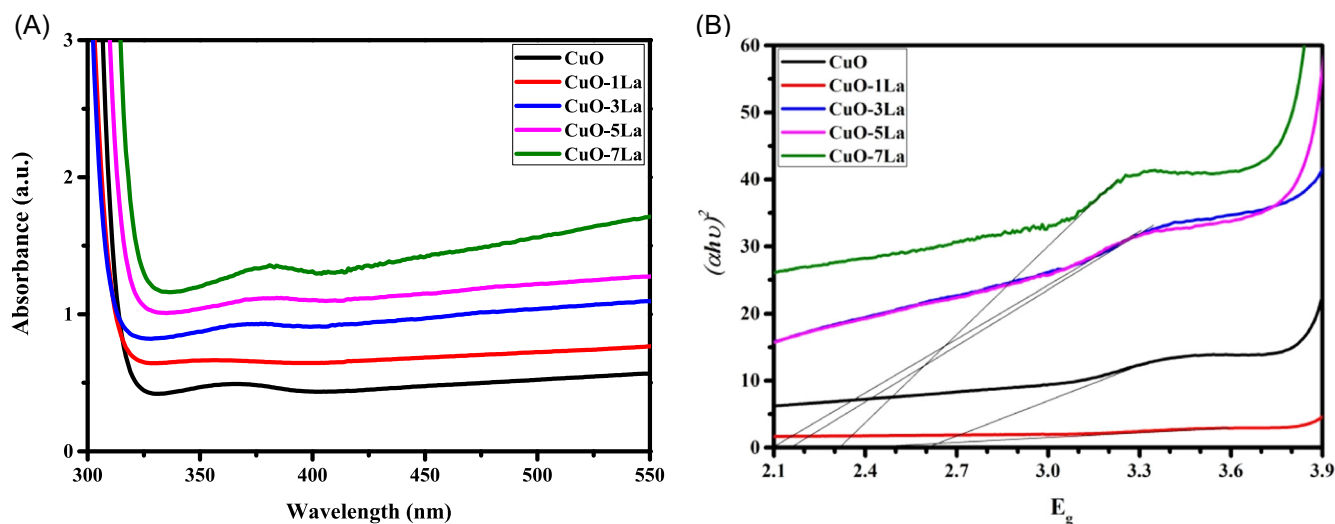 (A)
3
2
1
0
300
350
400
450
500
550
Absorbance (a.u.)
Wavelength (nm)
CuO
CuO-1La
CuO-3La
CuO-5La
CuO-7La
(B)
60
50
40
30
20
10
0
2.1
2.4
2.7
3.0
3.3
3.6
3.9
(αhυ)²
E_g
CuO
CuO-1La
CuO-3La
CuO-5La
CuO-7La